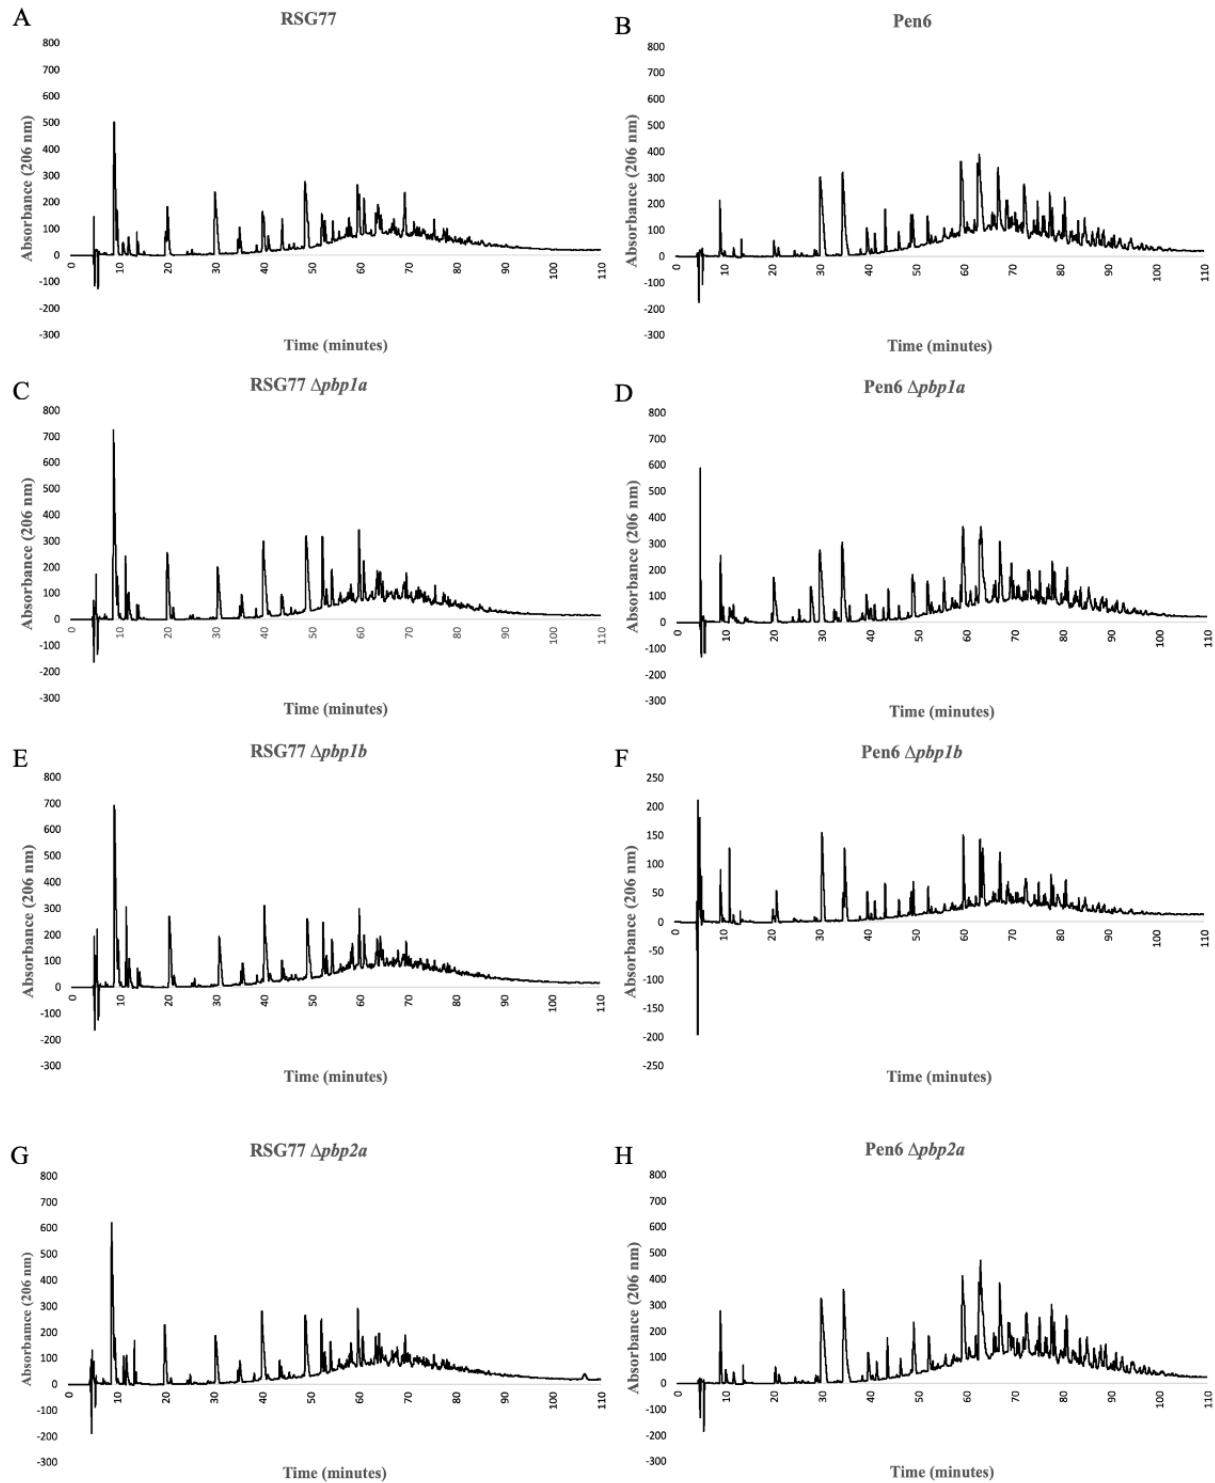 A
RSG77
800
700
600
500
400
300
200
100
0
-100
-200
-300
Absorbance (206 nm)
0 10 20 30 40 50 60 70 80 90 100 110
Time (minutes)
B
Pen6
800
700
600
500
400
300
200
100
0
-100
-200
-300
Absorbance (206 nm)
0 10 20 30 40 50 60 70 80 90 100 110
Time (minutes)
C
RSG77 Δpbp1a
800
700
600
500
400
300
200
100
0
-100
-200
-300
Absorbance (206 nm)
0 10 20 30 40 50 60 70 80 90 100 110
Time (minutes)
D
Pen6 Δpbp1a
800
700
600
500
400
300
200
100
0
-100
-200
-300
Absorbance (206 nm)
0 10 20 30 40 50 60 70 80 90 100 110
Time (minutes)
E
RSG77 Δpbp1b
800
700
600
500
400
300
200
100
0
-100
-200
-300
Absorbance (206 nm)
0 10 20 30 40 50 60 70 80 90 100 110
Time (minutes)
F
Pen6 Δpbp1b
250
200
150
100
50
0
-50
-100
-150
-200
-250
Absorbance (206 nm)
0 10 20 30 40 50 60 70 80 90 100 110
Time (minutes)
G
RSG77 Δpbp2a
800
700
600
500
400
300
200
100
0
-100
-200
-300
Absorbance (206 nm)
0 10 20 30 40 50 60 70 80 90 100 110
Time (minutes)
H
Pen6 Δpbp2a
800
700
600
500
400
300
200
100
0
-100
-200
-300
Absorbance (206 nm)
0 10 20 30 40 50 60 70 80 90 100 110
Time (minutes)